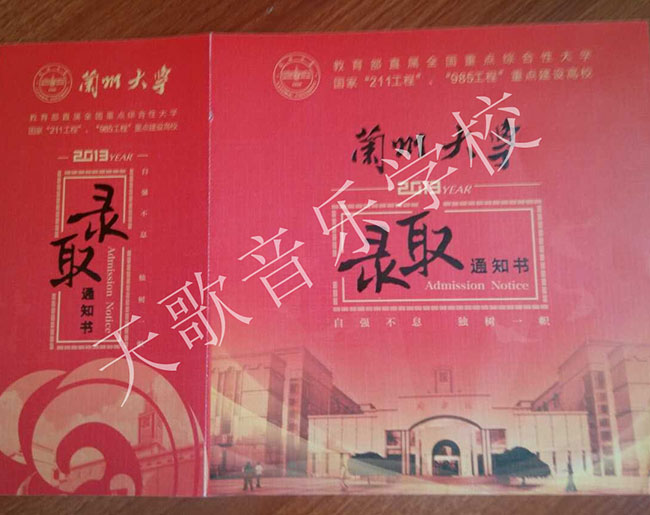 兰州大学
教育部直属全国重点综合性大学
国家“211工程”、“985工程”重点建设高校
2013 YEAR
录取
通知书
Admission Notice
自强不息 独树
教育部直属全国重点综合性大学
国家“211工程”、“985工程”重点建设高校
兰州大学
2013 YEAR
录取
通知书
Admission Notice
自强不息 独树 帜
天歌音乐学校